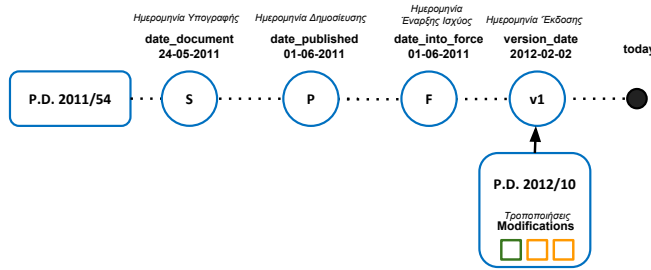 Ημερομηνία Υπογραφής
date_document
24-05-2011
Ημερομηνία Δημοσίευσης
date_published
01-06-2011
Ημερομηνία
Έναρξης Ισχύος
date_into_force
01-06-2011
Ημερομηνία Έκδοσης
version_date
2012-02-02
today
P.D. 2011/54
S
P
F
v1
P.D. 2012/10
Τροποποιήσεις
Modifications